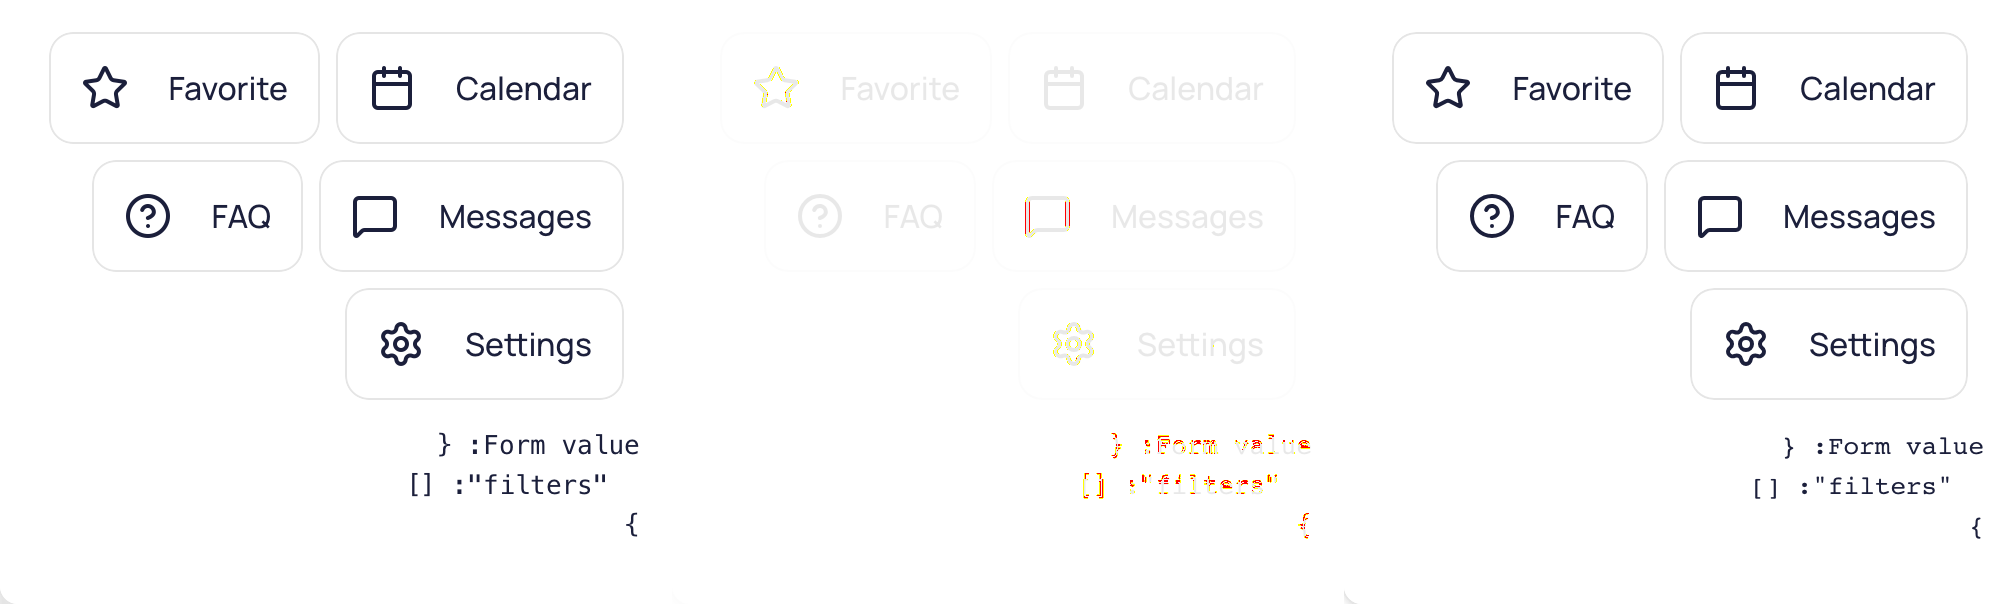 Favorite Calendar
FAQ Messages
Settings
} :Form value
[] :"filters"
{
Favorite Calendar
FAQ Messages
Settings
} :Form value
[] :"filters"
{
Favorite Calendar
FAQ Messages
Settings
} :Form value
[] :"filters"
{